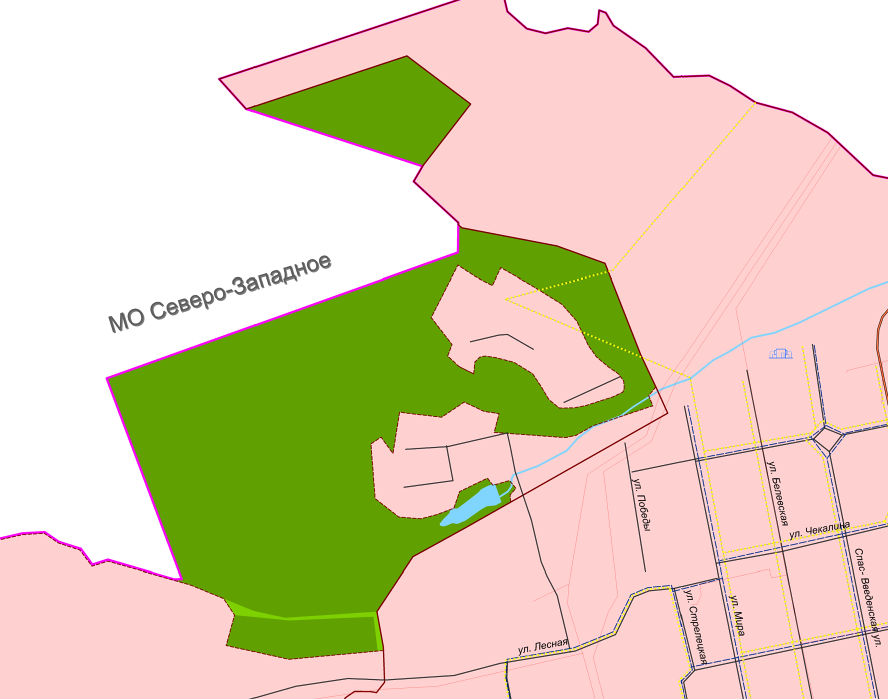 МО Северо-Западное
ул. Победы
ул. Белевская
ул. Чекалина
Спас- Введенская ул.
ул. Стрелецкая
ул. Мира
ул. Лесная